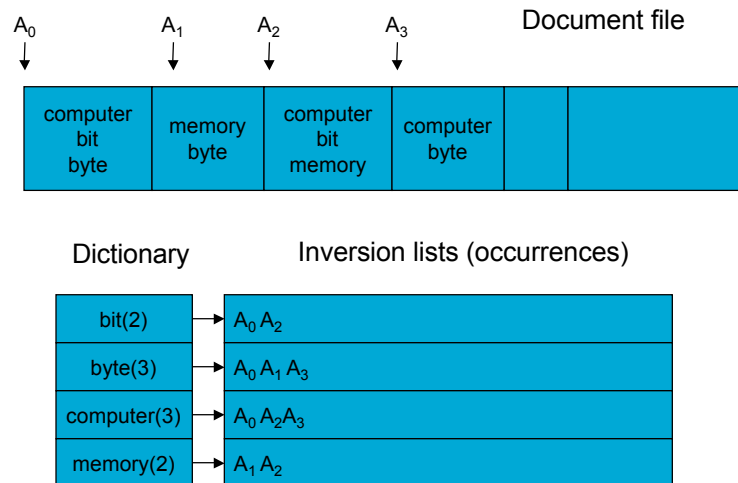 Document file
A₀ A₁ A₂ A₃
computer memory computer computer
bit byte bit byte
byte memory
Dictionary Inversion lists (occurrences)
bit(2) A₀ A₂
byte(3) A₀ A₁ A₃
computer(3) A₀ A₂A₃
memory(2) A₁ A₂